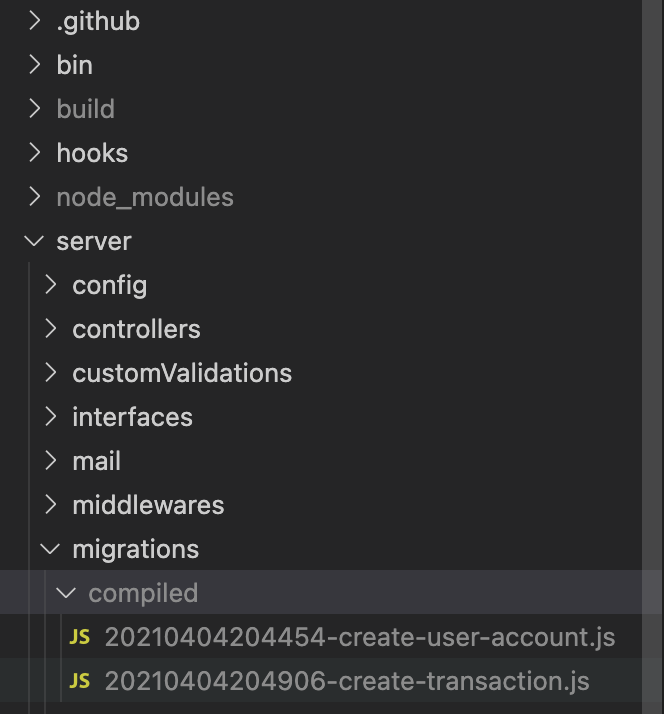 .github
bin
build
hooks
node_modules
server
config
controllers
customValidations
interfaces
mail
middlewares
migrations
compiled
JS 20210404204454-create-user-account.js
JS 20210404204906-create-transaction.js